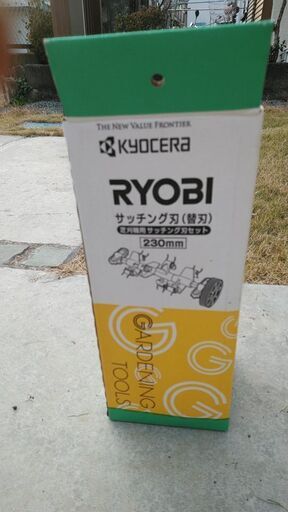 THE NEW VALUE FRONTIER
KYOCERA
RYOBI
サッチング刃(替刃)
芝刈機用サッチング刃セット
230mm
GARDENING
TOOLS